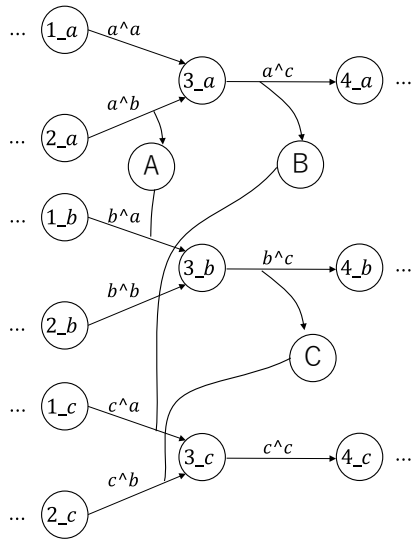 ... 1_a a^a
3_a a^c 4_a ...
a^b
... 2_a
A
B
... 1_b b^a
3_b b^c 4_b ...
b^b
... 2_b
C
... 1_c c^a
3_c c^c 4_c ...
c^b
... 2_c